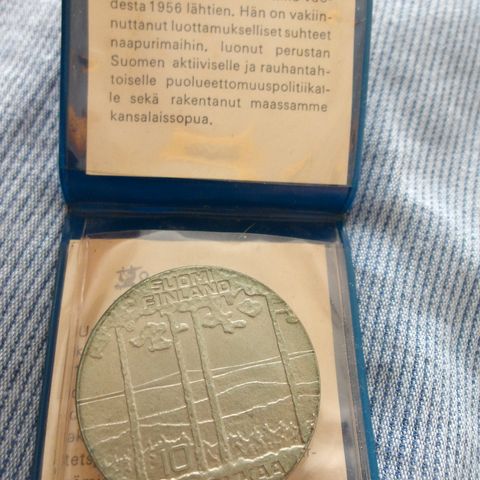 desta 1956 lähtien. Hän on vakiin-
nuttanut luottamukselliset suhteet
naapurimaihin, luonut perustan
Suomen aktiiviselle ja rauhantah-
toiselle puolueettomuuspolitiikal-
le sekä rakentanut maassamme
kansalaissopua.
SUOMI
FINLAND
10